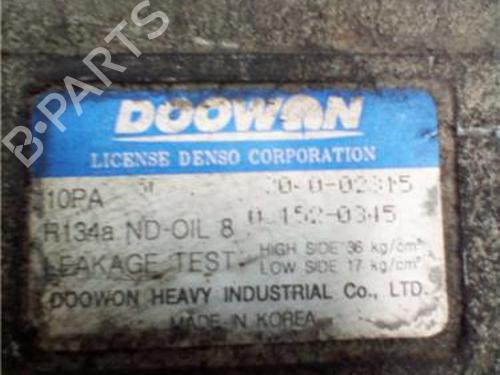 DOOWON
LICENSE DENSO CORPORATION
10PA
R134a ND-OIL 8
LEAKAGE TEST: HIGH SIDE 36 kg/cm²
LOW SIDE 17 kg/cm²
DOOWON HEAVY INDUSTRIAL Co., LTD.
MADE IN KOREA
B-PARTS